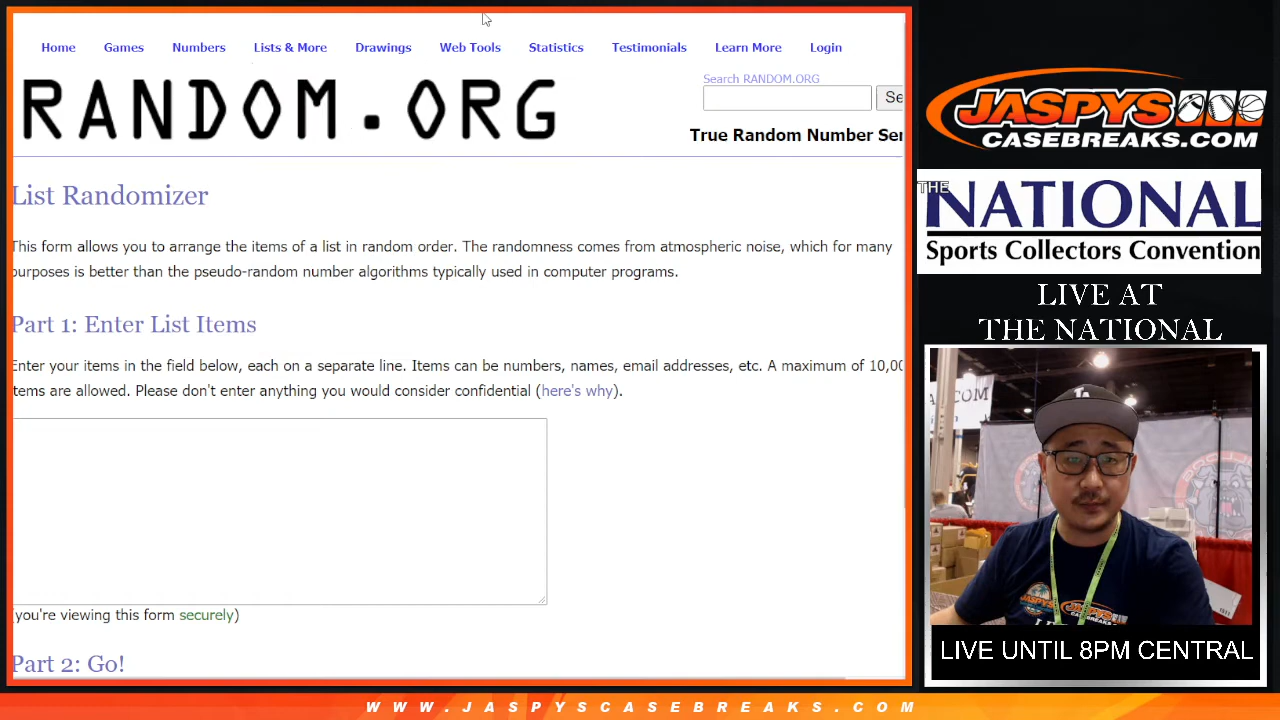 Home Games Numbers Lists & More Drawings Web Tools Statistics Testimonials Learn More Login
RANDOM.ORG
Search RANDOM.ORG
Se
True Random Number Ser
List Randomizer
This form allows you to arrange the items of a list in random order. The randomness comes from atmospheric noise, which for many
purposes is better than the pseudo-random number algorithms typically used in computer programs.
Part 1: Enter List Items
Enter your items in the field below, each on a separate line. Items can be numbers, names, email addresses, etc. A maximum of 10,00
items are allowed. Please don't enter anything you would consider confidential (here's why).
(you're viewing this form securely)
Part 2: Go!
JASPYS
CASEBREAKS.COM
THE
NATIONAL
Sports Collectors Convention
LIVE AT
THE NATIONAL
LA
JASPYS
LIVE UNTIL 8PM CENTRAL
WWW.JASPYSCASEBREAKS.COM